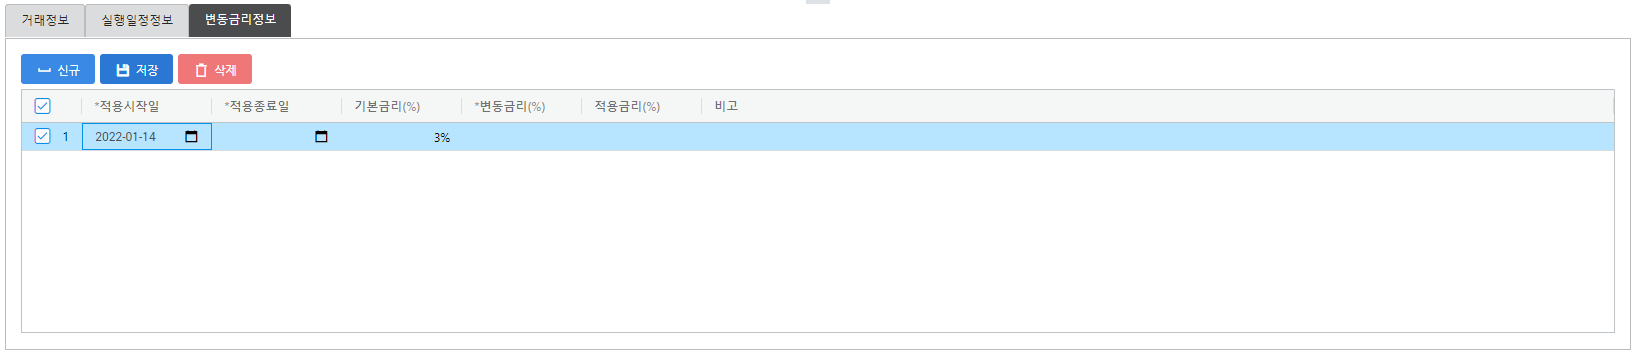 거래정보 실행일정정보 변동금리정보
신규 저장 삭제
*적용시작일 *적용종료일 기본금리(%) *변동금리(%) 적용금리(%) 비고
1 2022-01-14 3%